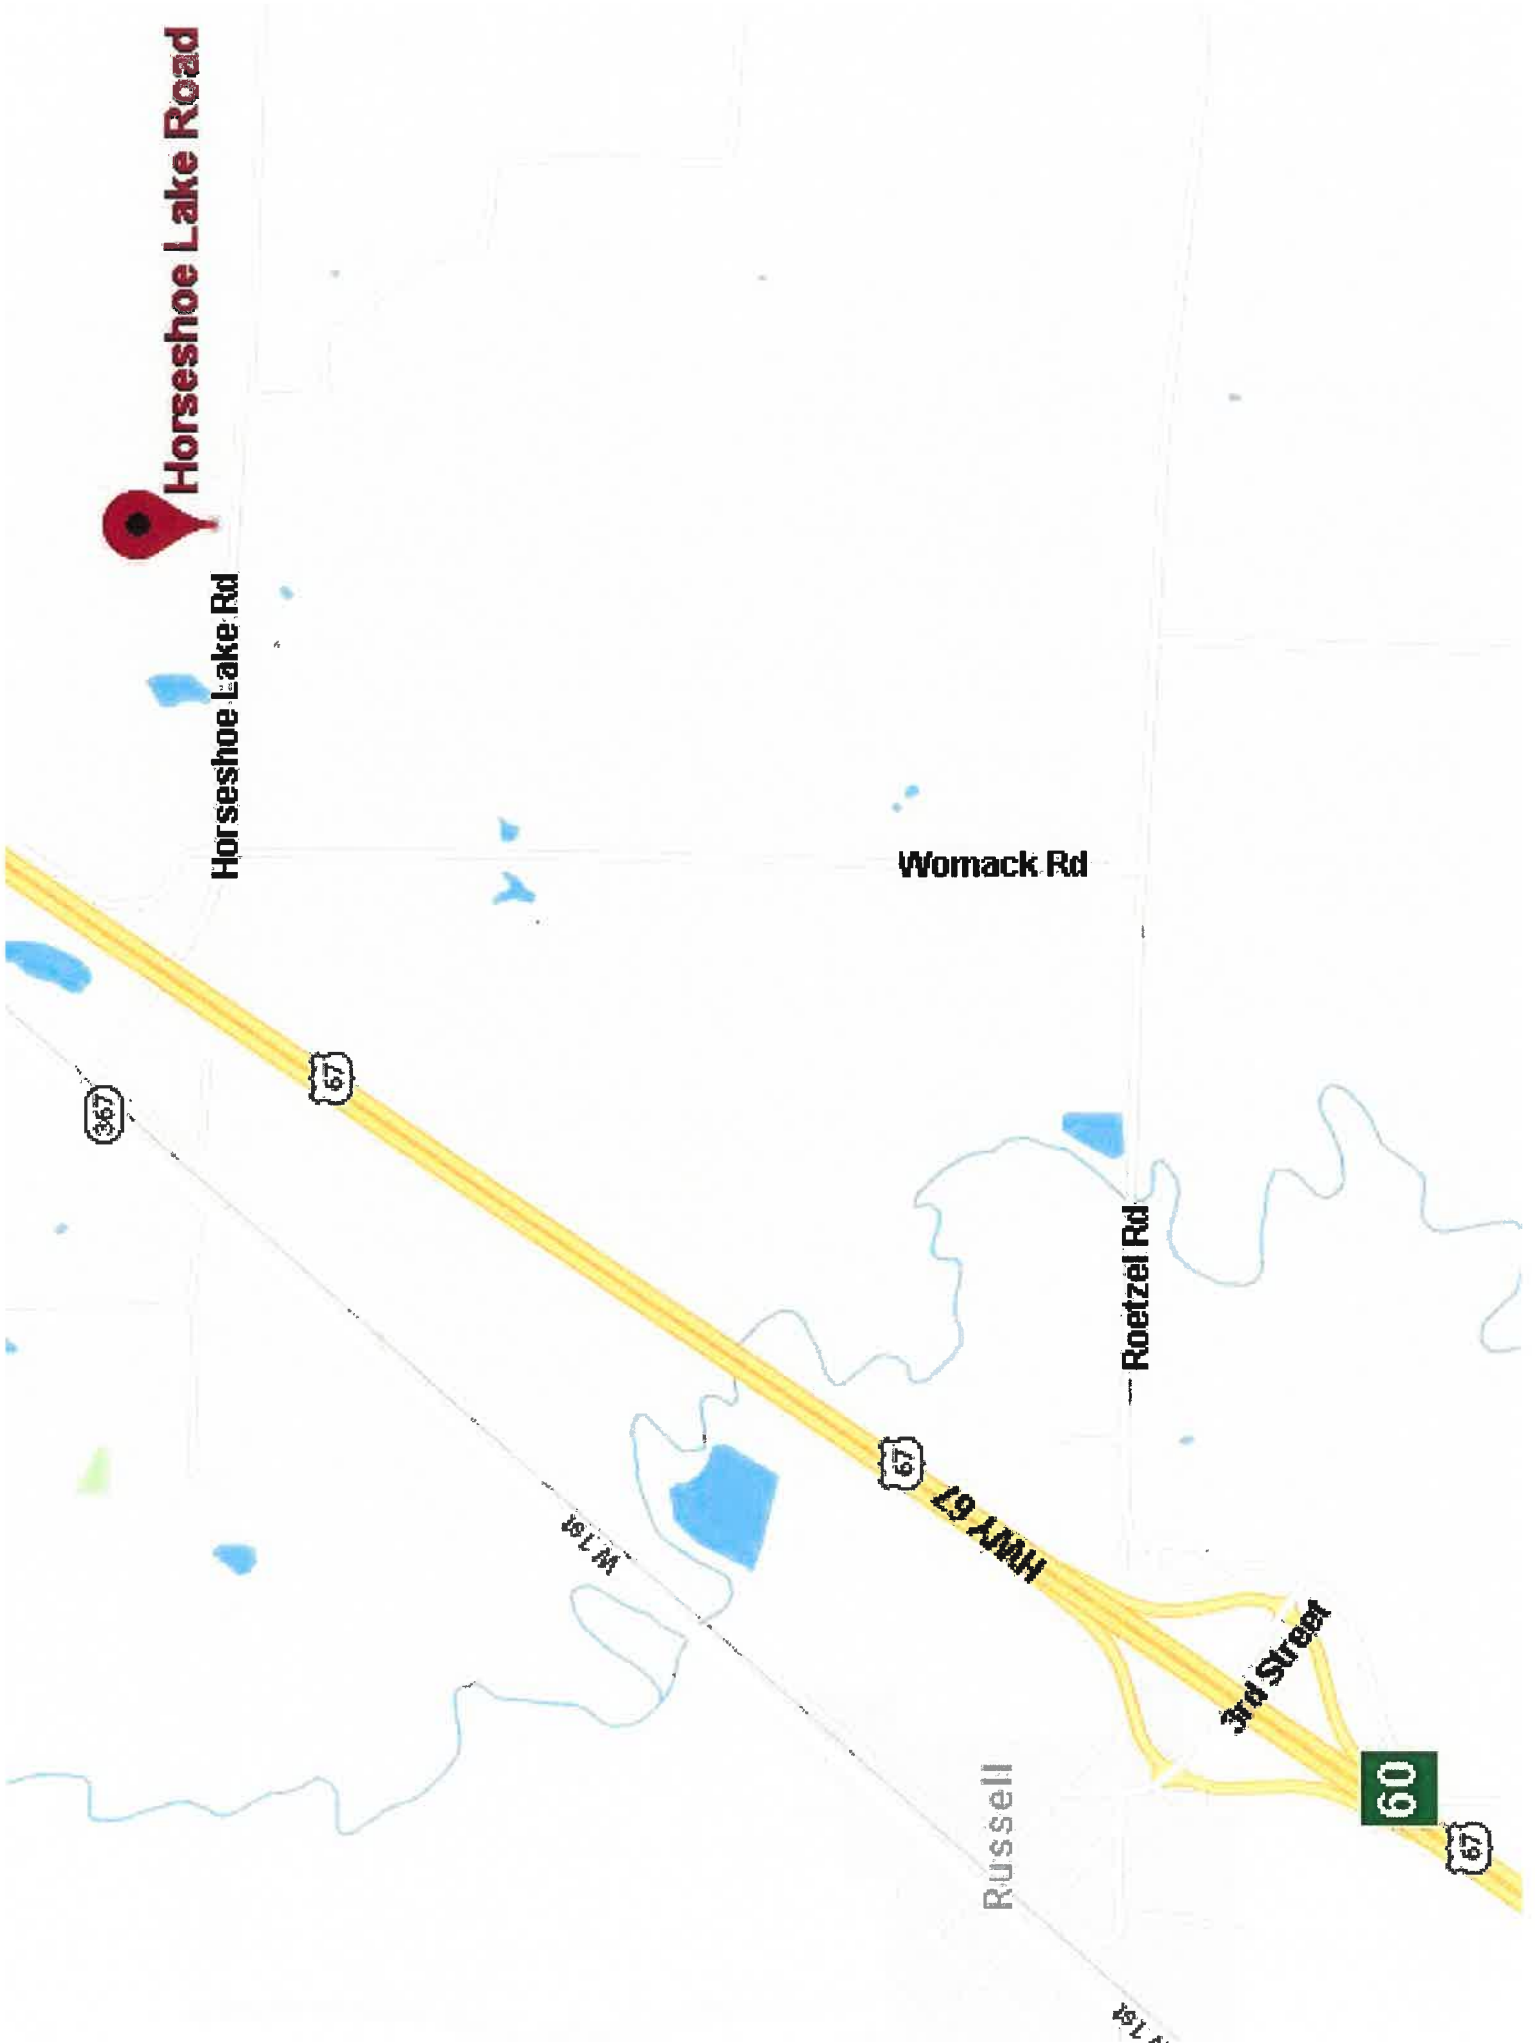 Horseshoe Lake Road
Horseshoe Lake Rd
367
67
Womack Rd
W 1st
67
HWY 67
Roetzel Rd
Russell
3rd Street
60
67
W 1st